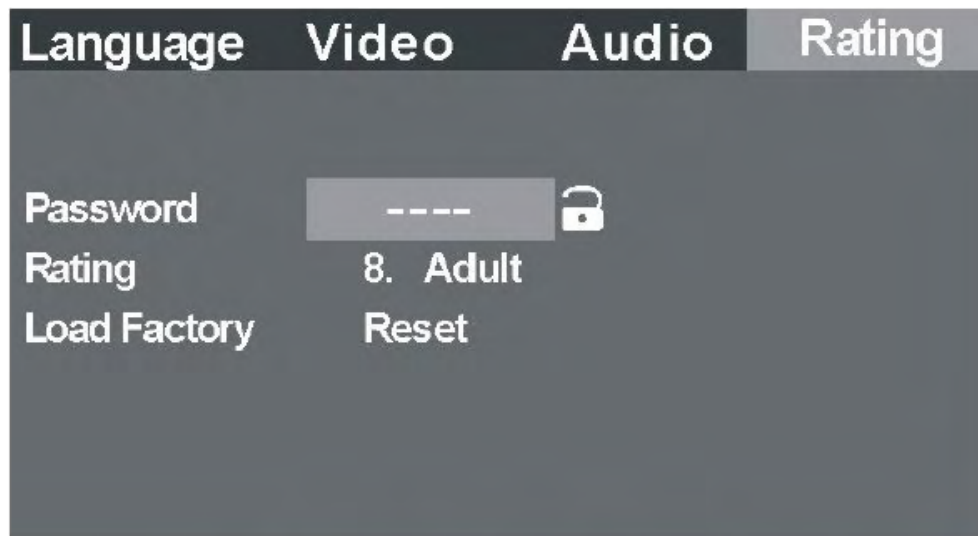 Language Video Audio Rating
Password ----
Rating 8. Adult
Load Factory Reset